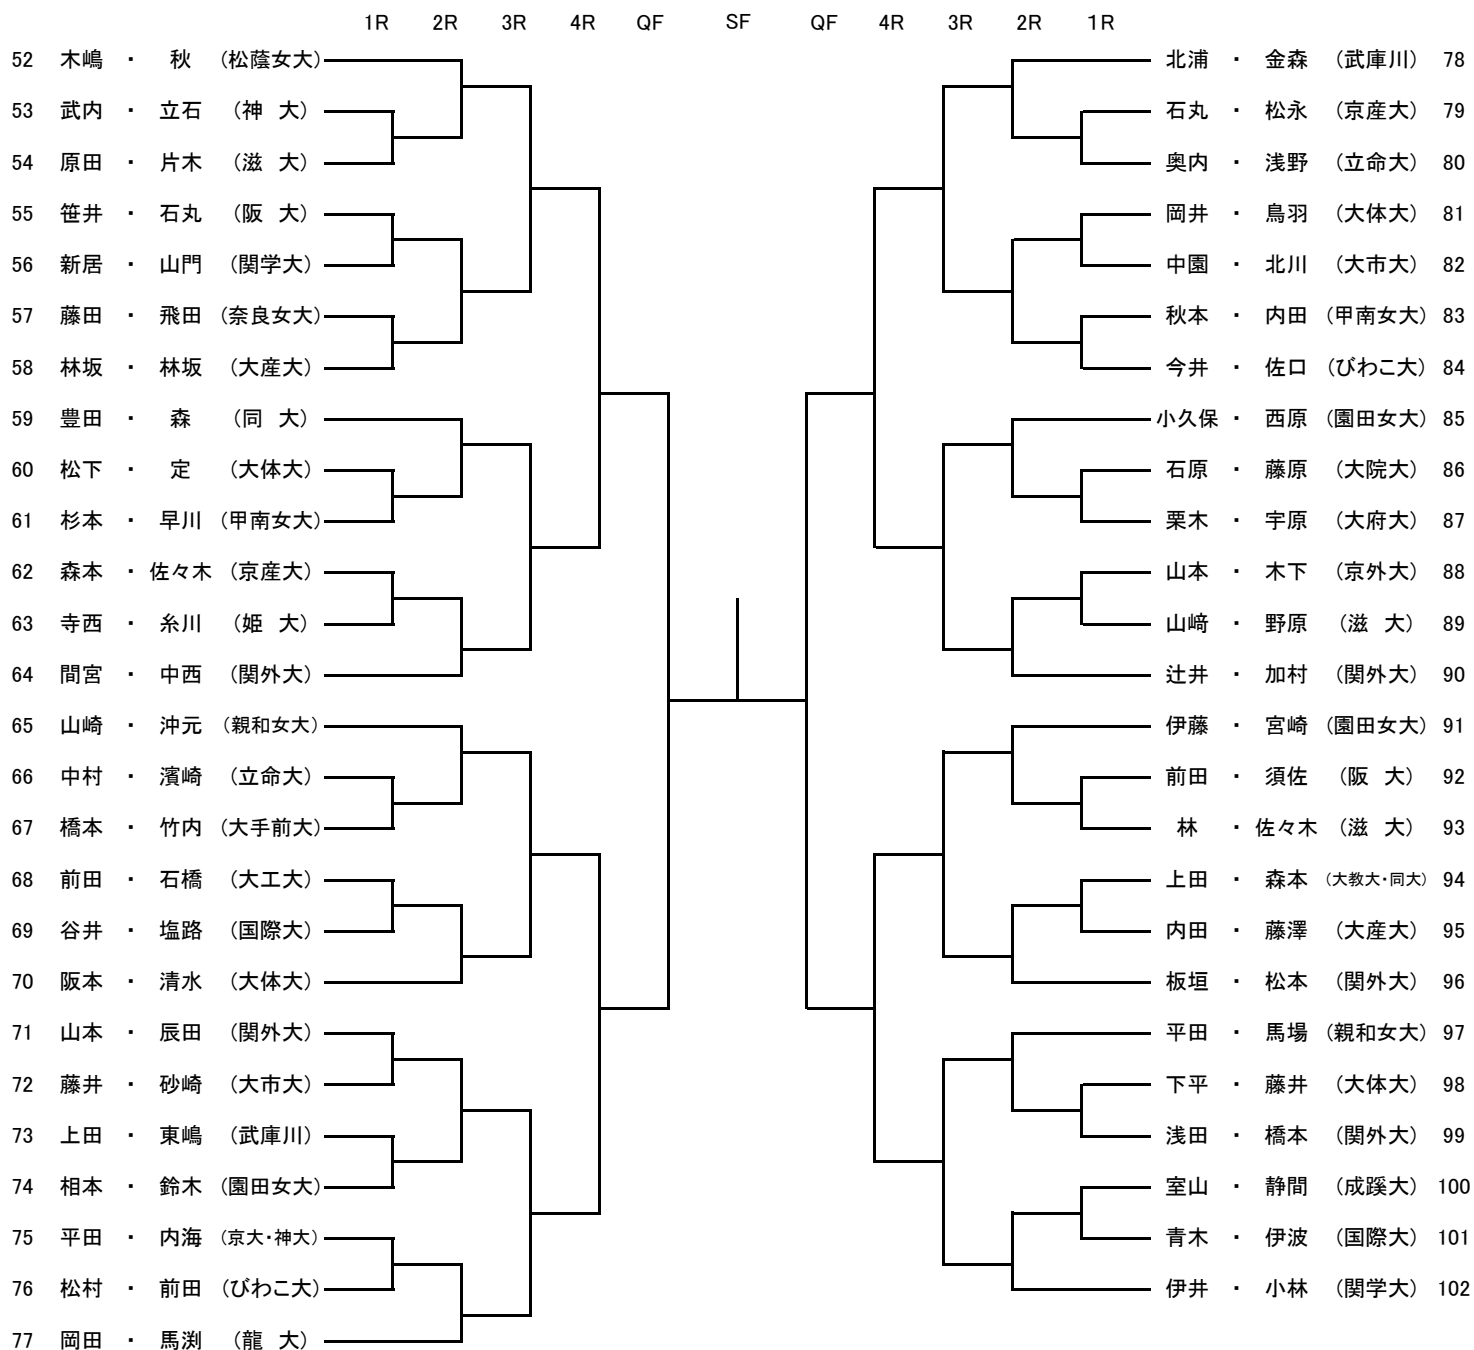 1R 2R 3R 4R QF SF QF 4R 3R 2R 1R
52 木嶋 ・ 秋 (松蔭女大) 北浦 ・ 金森 (武庫川) 78
53 武内 ・ 立石 (神 大) 石丸 ・ 松永 (京産大) 79
54 原田 ・ 片木 (滋 大) 奥内 ・ 浅野 (立命大) 80
55 笹井 ・ 石丸 (阪 大) 岡井 ・ 鳥羽 (大体大) 81
56 新居 ・ 山門 (関学大) 中園 ・ 北川 (大市大) 82
57 藤田 ・ 飛田 (奈良女大) 秋本 ・ 内田 (甲南女大) 83
58 林坂 ・ 林坂 (大産大) 今井 ・ 佐口 (びわこ大) 84
59 豊田 ・ 森 (同 大) 小久保 ・ 西原 (園田女大) 85
60 松下 ・ 定 (大体大) 石原 ・ 藤原 (大院大) 86
61 杉本 ・ 早川 (甲南女大) 栗木 ・ 宇原 (大府大) 87
62 森本 ・ 佐々木 (京産大) 山本 ・ 木下 (京外大) 88
63 寺西 ・ 糸川 (姫 大) 山﨑 ・ 野原 (滋 大) 89
64 間宮 ・ 中西 (関外大) 辻井 ・ 加村 (関外大) 90
65 山崎 ・ 沖元 (親和女大) 伊藤 ・ 宮崎 (園田女大) 91
66 中村 ・ 濱崎 (立命大) 前田 ・ 須佐 (阪 大) 92
67 橋本 ・ 竹内 (大手前大) 林 ・ 佐々木 (滋 大) 93
68 前田 ・ 石橋 (大工大) 上田 ・ 森本 (大教大・同大) 94
69 谷井 ・ 塩路 (国際大) 内田 ・ 藤澤 (大産大) 95
70 阪本 ・ 清水 (大体大) 板垣 ・ 松本 (関外大) 96
71 山本 ・ 辰田 (関外大) 平田 ・ 馬場 (親和女大) 97
72 藤井 ・ 砂崎 (大市大) 下平 ・ 藤井 (大体大) 98
73 上田 ・ 東嶋 (武庫川) 浅田 ・ 橋本 (関外大) 99
74 相本 ・ 鈴木 (園田女大) 室山 ・ 静間 (成蹊大) 100
75 平田 ・ 内海 (京大・神大) 青木 ・ 伊波 (国際大) 101
76 松村 ・ 前田 (びわこ大) 伊井 ・ 小林 (関学大) 102
77 岡田 ・ 馬渕 (龍 大)